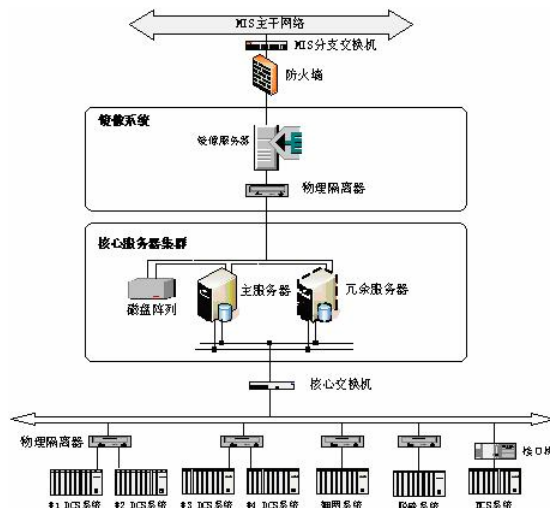 MIS主干网络
MIS分支交换机
防火墙
镜像系统
镜像服务器
物理隔离器
核心服务器集群
主服务器
冗余服务器
磁盘阵列
核心交换机
物理隔离器
接口机
#1 DCS系统
#2 DCS系统
#3 DCS系统
#4 DCS系统
辅网系统
脱硫系统